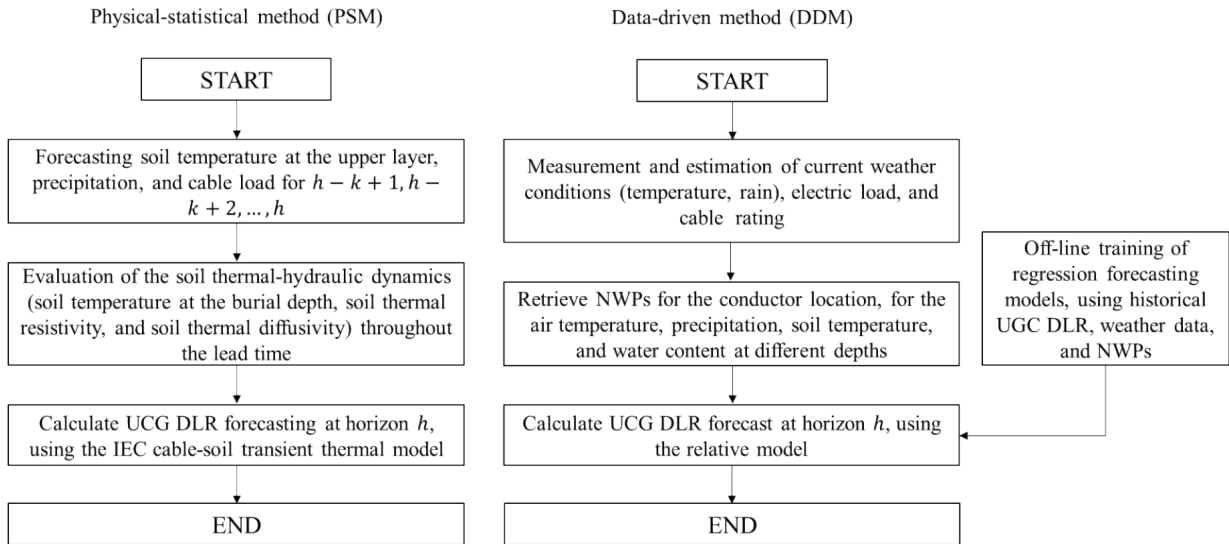 Physical-statistical method (PSM)
START
Forecasting soil temperature at the upper layer,
precipitation, and cable load for h − k + 1, h −
k + 2, … , h
Evaluation of the soil thermal-hydraulic dynamics
(soil temperature at the burial depth, soil thermal
resistivity, and soil thermal diffusivity) throughout
the lead time
Calculate UCG DLR forecasting at horizon h,
using the IEC cable-soil transient thermal model
END
Data-driven method (DDM)
START
Measurement and estimation of current weather
conditions (temperature, rain), electric load, and
cable rating
Retrieve NWPs for the conductor location, for the
air temperature, precipitation, soil temperature,
and water content at different depths
Calculate UCG DLR forecast at horizon h, using
the relative model
END
Off-line training of
regression forecasting
models, using historical
UGC DLR, weather data,
and NWPs